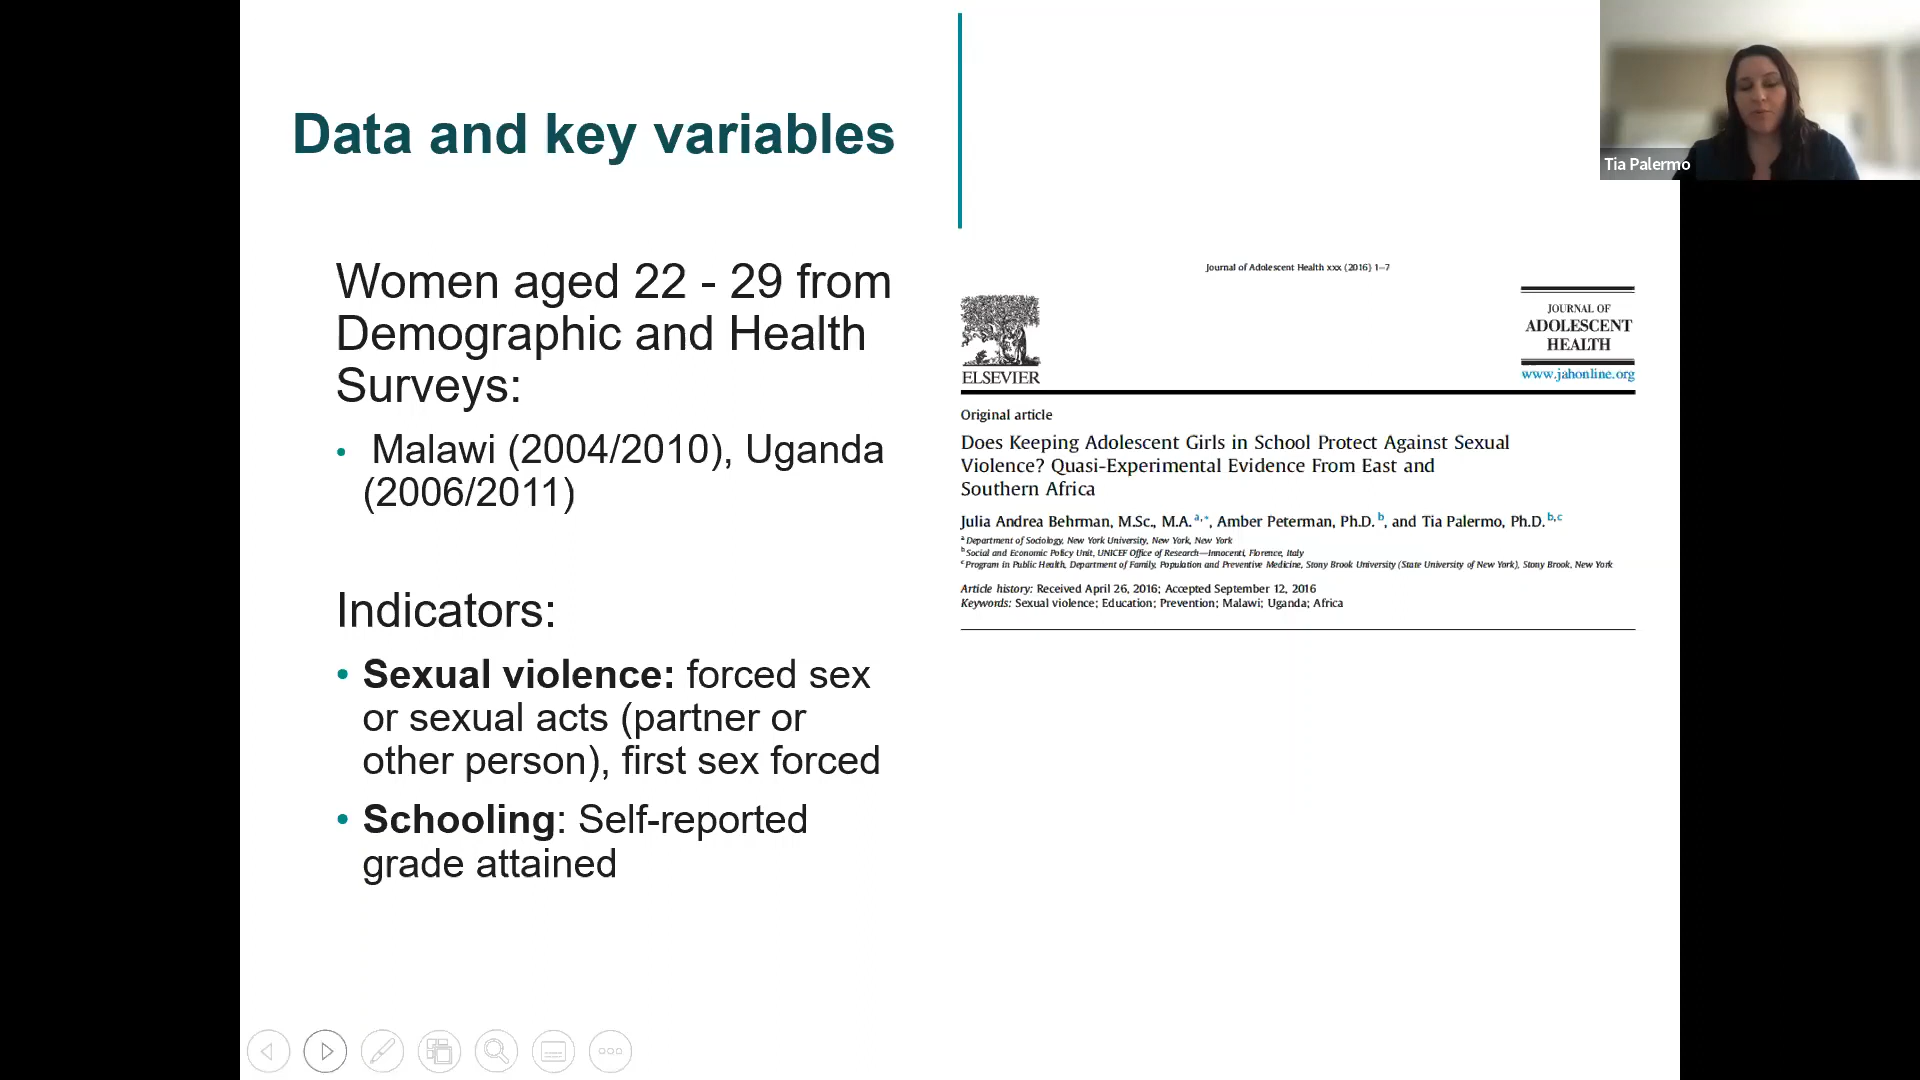 Data and key variables
Women aged 22 - 29 from
Demographic and Health
Surveys:
• Malawi (2004/2010), Uganda
(2006/2011)
Indicators:
• Sexual violence: forced sex
or sexual acts (partner or
other person), first sex forced
• Schooling: Self-reported
grade attained
Journal of Adolescent Health xxx (2016) 1–7
ELSEVIER
JOURNAL OF
ADOLESCENT
HEALTH
www.jahonline.org
Original article
Does Keeping Adolescent Girls in School Protect Against Sexual
Violence? Quasi-Experimental Evidence From East and
Southern Africa
Julia Andrea Behrman, M.Sc., M.A. a,*, Amber Peterman, Ph.D. b, and Tia Palermo, Ph.D. b,c
a Department of Sociology, New York University, New York, New York
b Social and Economic Policy Unit, UNICEF Office of Research—Innocenti, Florence, Italy
c Program in Public Health, Department of Family, Population and Preventive Medicine, Stony Brook University (State University of New York), Stony Brook, New York
Article history: Received April 26, 2016; Accepted September 12, 2016
Keywords: Sexual violence; Education; Prevention; Malawi; Uganda; Africa
Tia Palermo